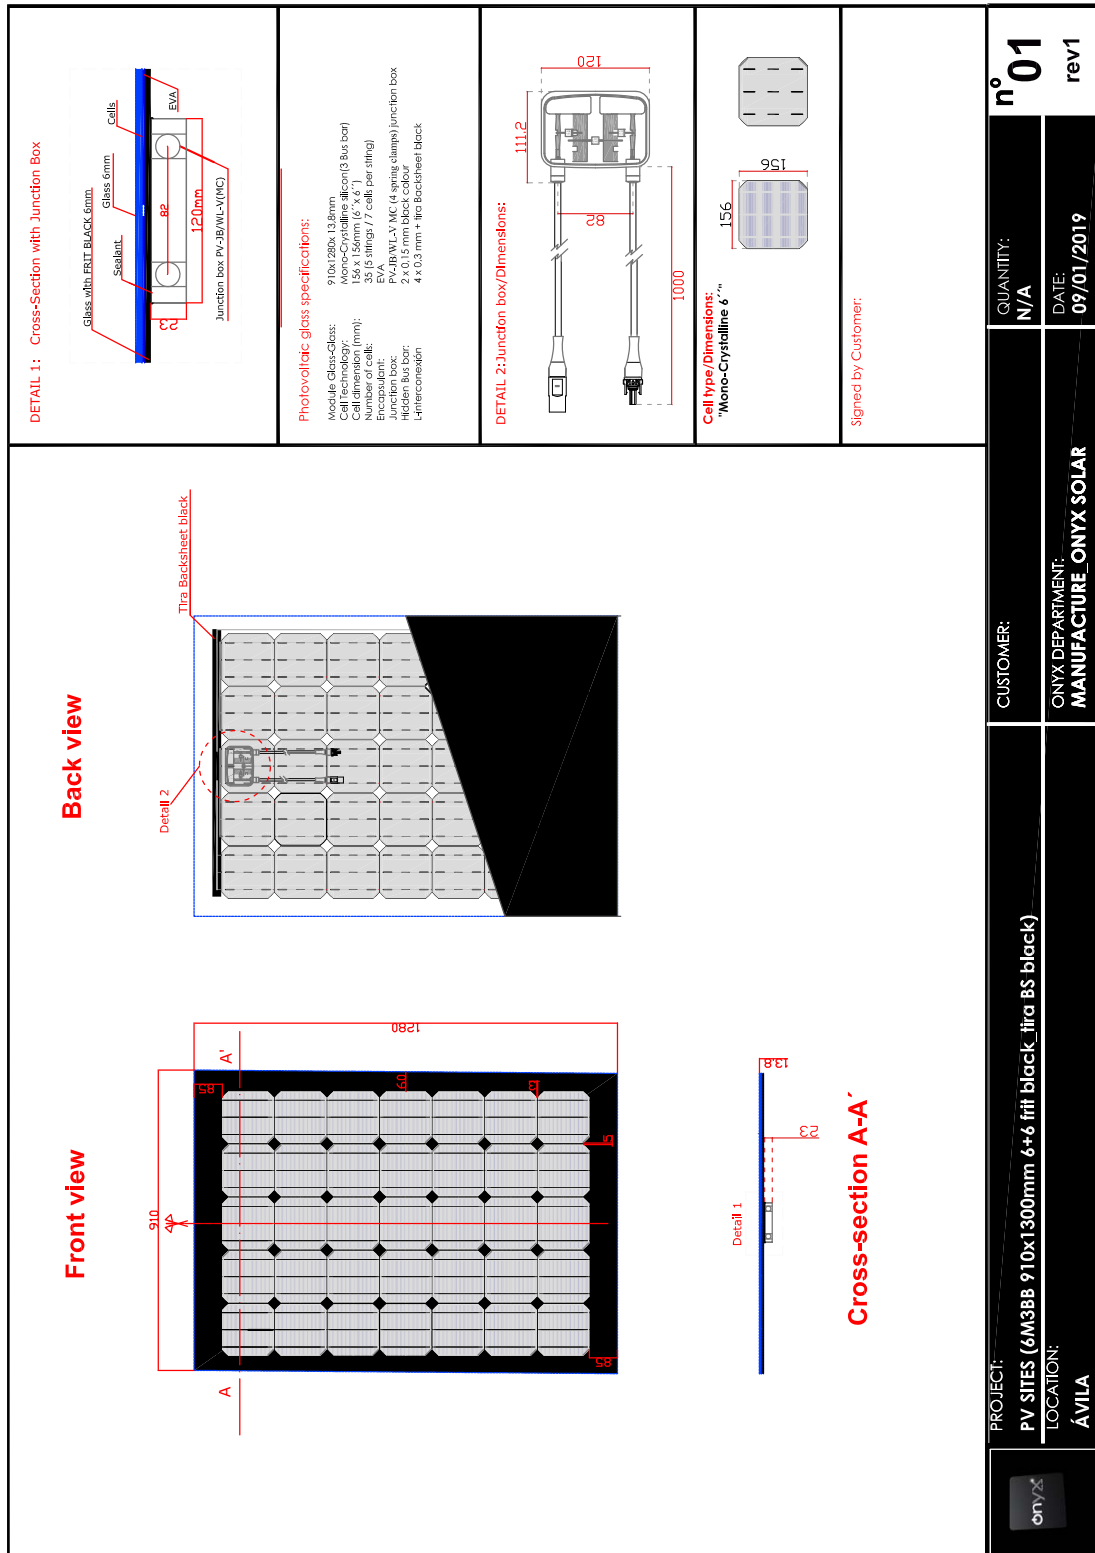 Front view
910
A
A'
1280
85
60
3
5
85
Back view
Detail 2
Tira Backsheet black
Cross-section A-A´
Detail 1
13.8
23
DETAIL 1: Cross-Section with Junction Box
Glass with FRIT BLACK 6mm
Sealant
Glass 6mm
Cells
EVA
82
120mm
23
Junction box PV-JB/WL-V(MC)
Photovoltaic glass specifications:
Module Glass-Glass: 910x1280x 13,8mm
Cell Technology: Mono-Crystalline silicon(3 Bus bar)
Cell dimension (mm): 156 x 156mm (6´´x 6´´)
Number of cells: 35 (5 strings / 7 cells per string)
Encapsulant: EVA
Junction box: PV-JB/WL-V MC (4 spring clamps) junction box
Hidden Bus bar: 2 x 0,15 mm black colour
L-interconexión 4 x 0,3 mm + tira Backsheet black
DETAIL 2:Junction box/Dimensions:
111.2
120
82
1000
Cell type/Dimensions:
"Mono-Crystalline 6´´"
156
156
Signed by Customer:
onyx
PROJECT:
PV SITES (6M3BB 910x1300mm 6+6 frit black_tira BS black)
LOCATION:
ÁVILA
CUSTOMER:
ONYX DEPARTMENT:
MANUFACTURE_ONYX SOLAR
QUANTITY:
N/A
DATE:
09/01/2019
nº
01
rev1